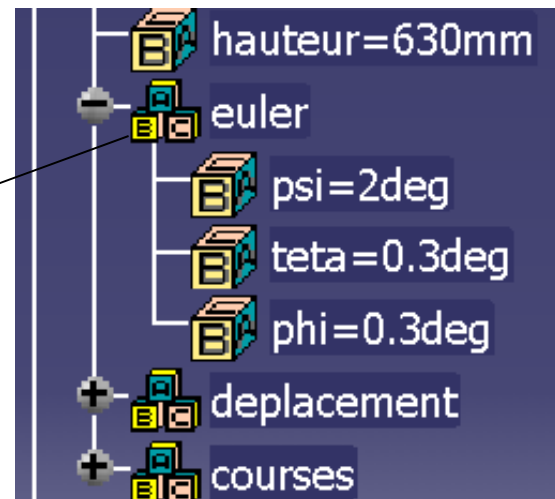 hauteur=630mm
euler
psi=2deg
teta=0.3deg
phi=0.3deg
deplacement
courses